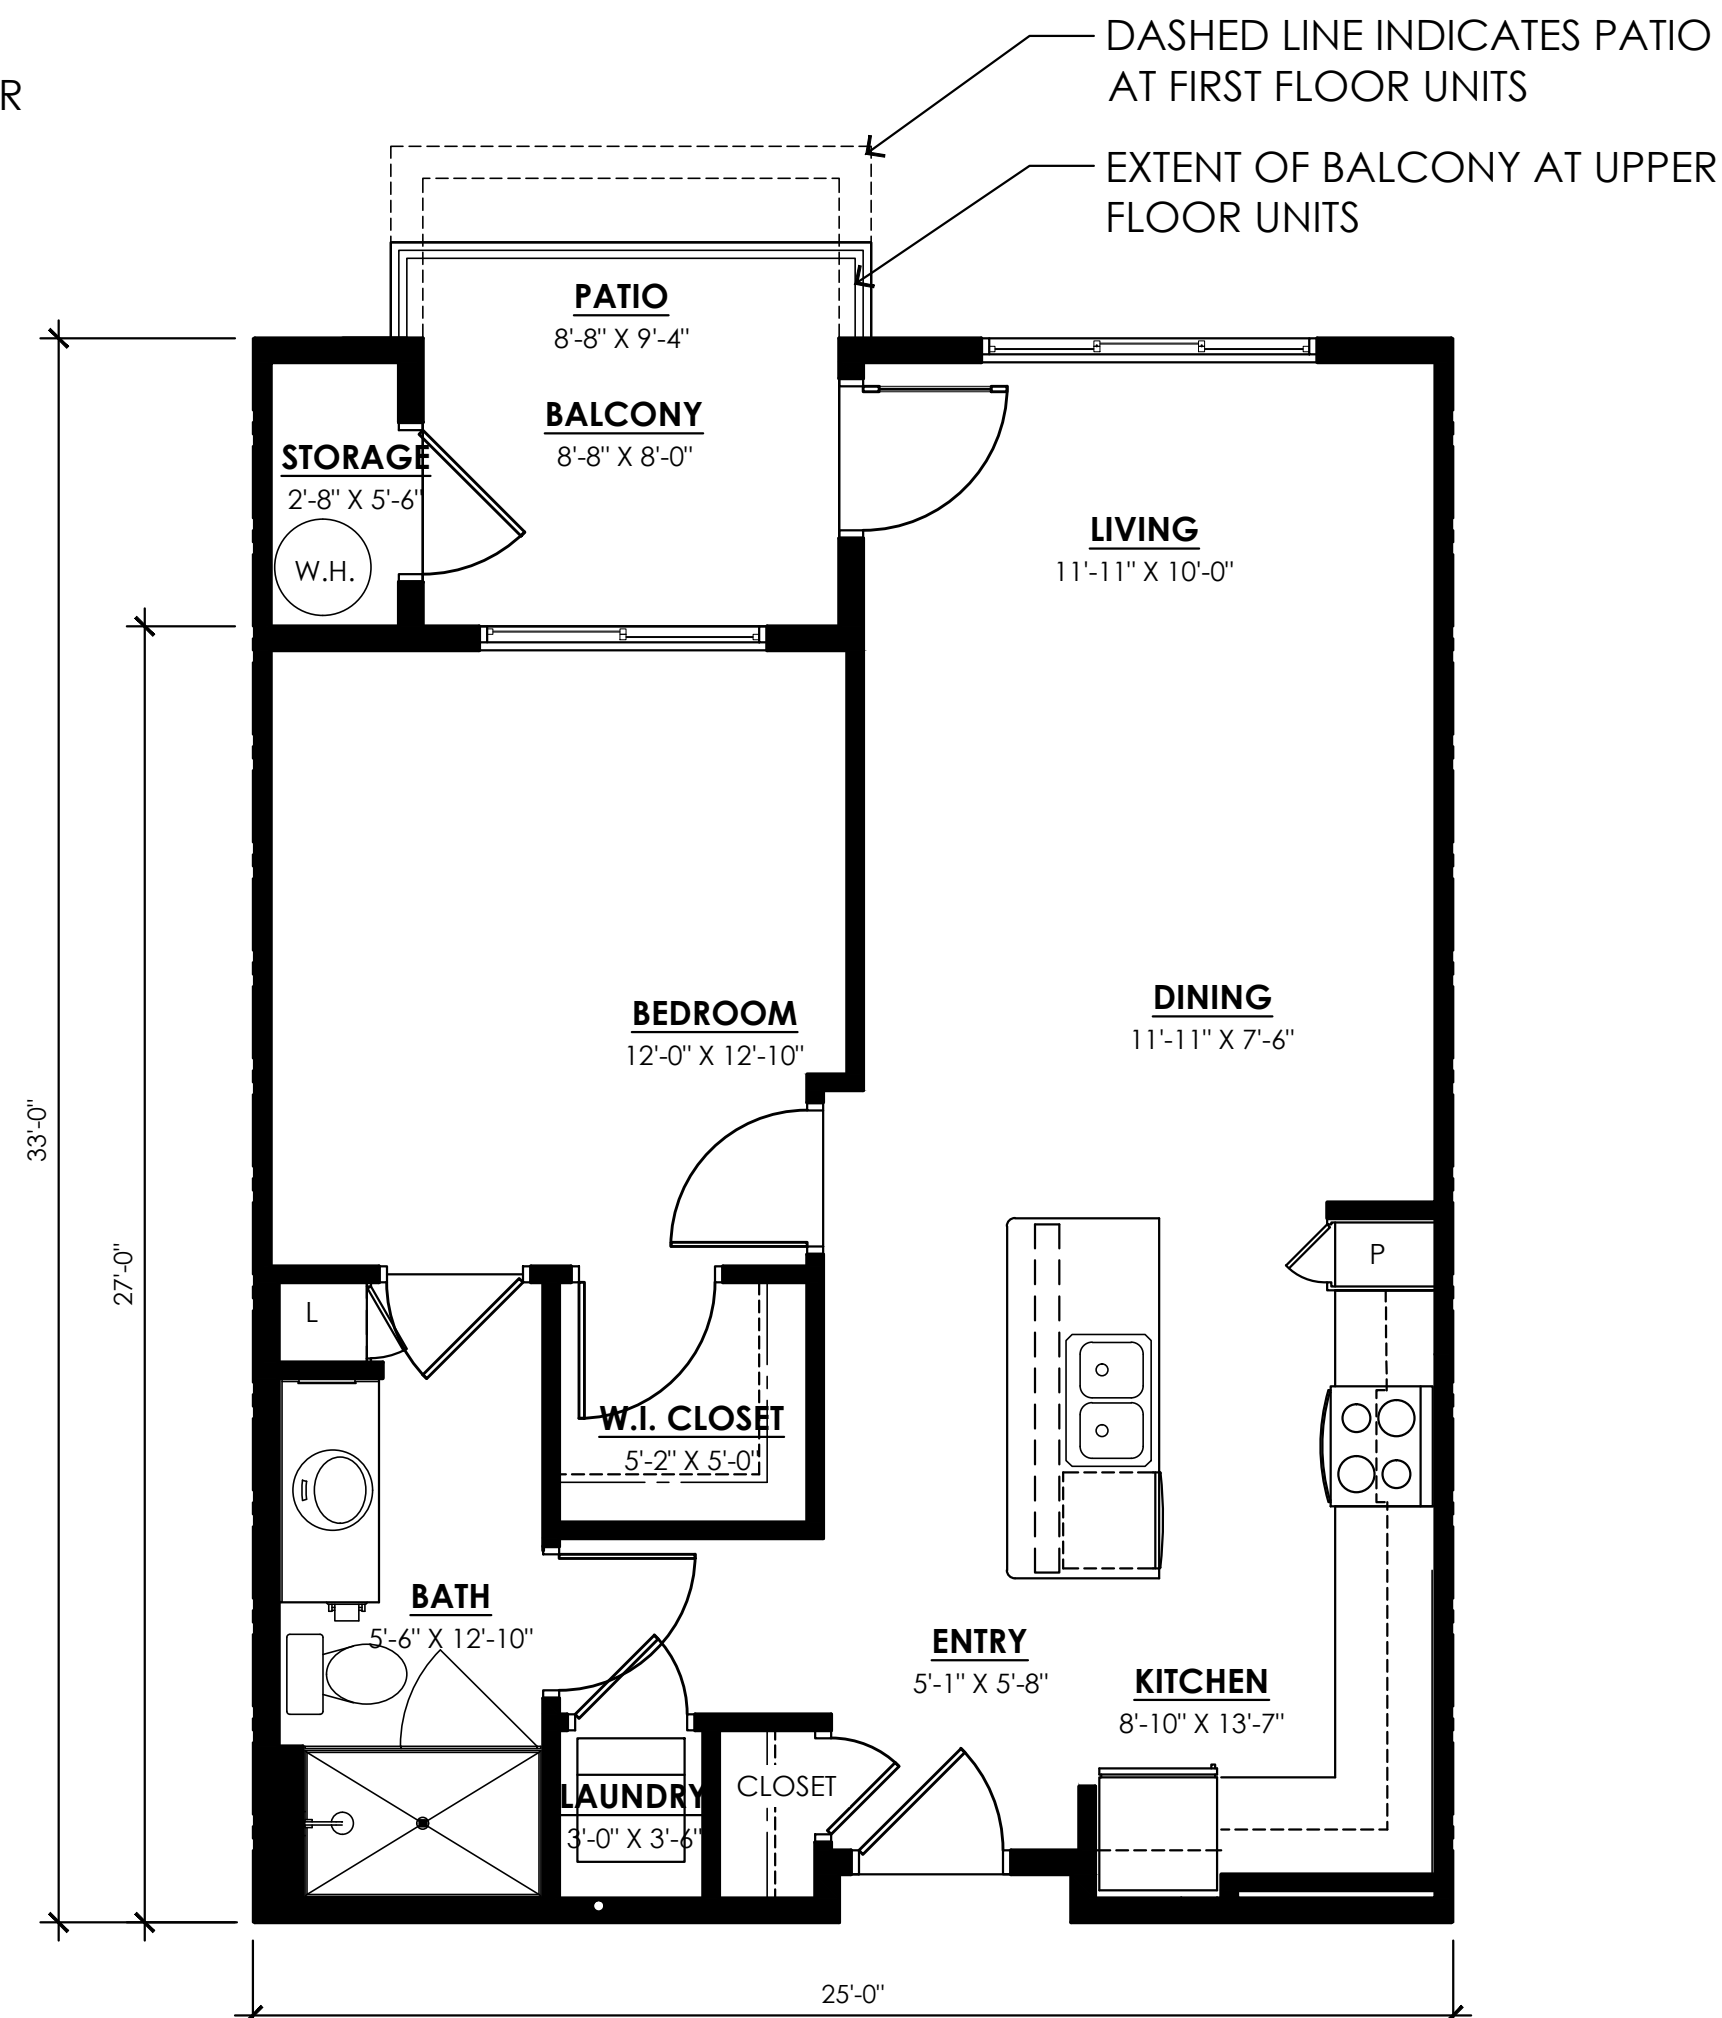 DASHED LINE INDICATES PATIO
AT FIRST FLOOR UNITS
R
EXTENT OF BALCONY AT UPPER
FLOOR UNITS
PATIO
8'-8" X 9'-4"
BALCONY
8'-8" X 8'-0"
STORAGE
2'-8" X 5'-6"
W.H.
LIVING
11'-11" X 10'-0"
DINING
11'-11" X 7'-6"
BEDROOM
12'-0" X 12'-10"
33'-0"
27'-0"
P
L
W.I. CLOSET
5'-2" X 5'-0"
BATH
5'-6" X 12'-10"
ENTRY
5'-1" X 5'-8"
KITCHEN
8'-10" X 13'-7"
LAUNDRY
3'-0" X 3'-6"
CLOSET
25'-0"